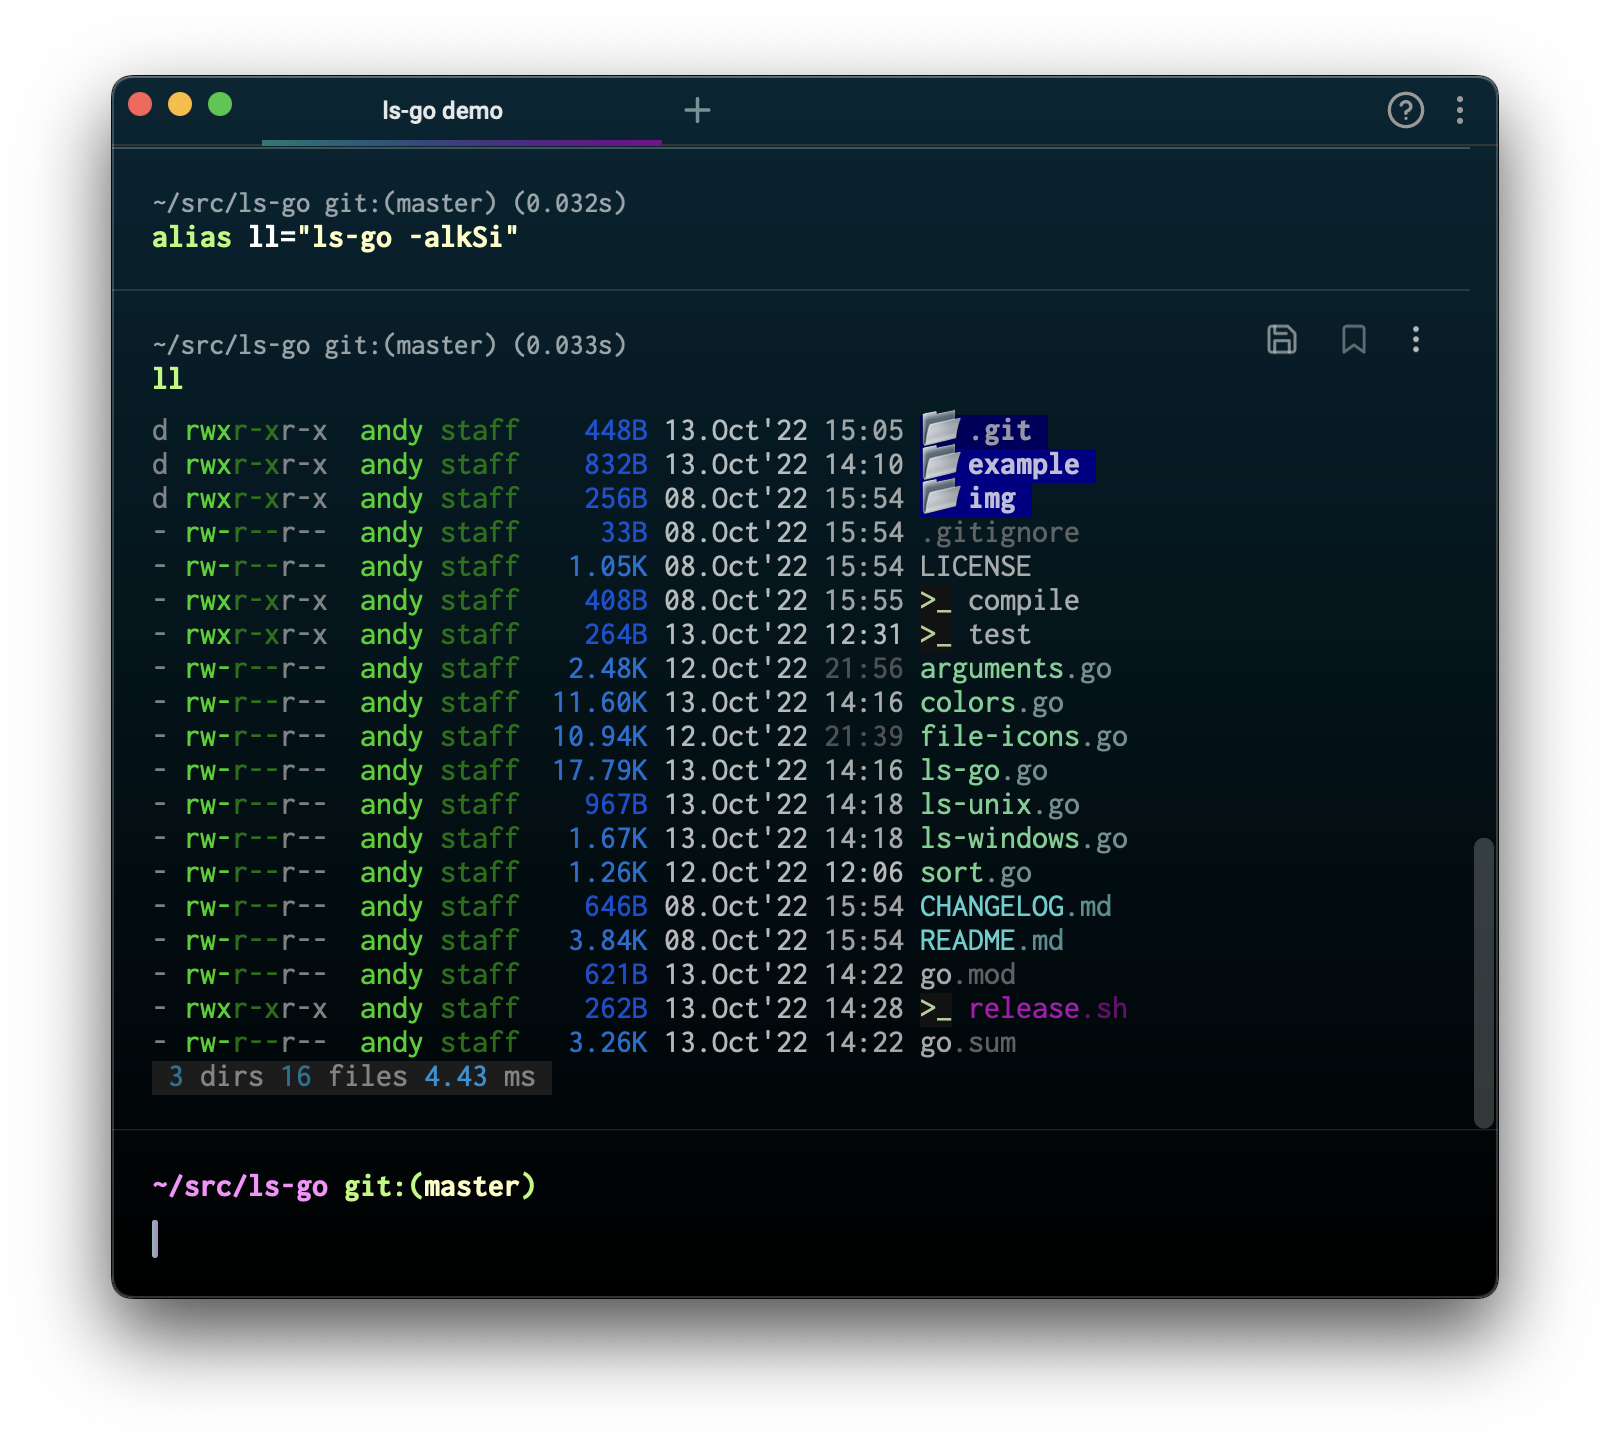 ls-go demo
~/src/ls-go git:(master) (0.032s)
alias ll="ls-go -alkSi"
~/src/ls-go git:(master) (0.033s)
ll
d rwxr-xr-x  andy staff    448B 13.Oct'22 15:05 .git
d rwxr-xr-x  andy staff    832B 13.Oct'22 14:10 example
d rwxr-xr-x  andy staff    256B 08.Oct'22 15:54 img
- rw-r--r--  andy staff     33B 08.Oct'22 15:54 .gitignore
- rw-r--r--  andy staff   1.05K 08.Oct'22 15:54 LICENSE
- rwxr-xr-x  andy staff    408B 08.Oct'22 15:55 >_ compile
- rwxr-xr-x  andy staff    264B 13.Oct'22 12:31 >_ test
- rw-r--r--  andy staff   2.48K 12.Oct'22 21:56 arguments.go
- rw-r--r--  andy staff  11.60K 13.Oct'22 14:16 colors.go
- rw-r--r--  andy staff  10.94K 12.Oct'22 21:39 file-icons.go
- rw-r--r--  andy staff  17.79K 13.Oct'22 14:16 ls-go.go
- rw-r--r--  andy staff    967B 13.Oct'22 14:18 ls-unix.go
- rw-r--r--  andy staff   1.67K 13.Oct'22 14:18 ls-windows.go
- rw-r--r--  andy staff   1.26K 12.Oct'22 12:06 sort.go
- rw-r--r--  andy staff    646B 08.Oct'22 15:54 CHANGELOG.md
- rw-r--r--  andy staff   3.84K 08.Oct'22 15:54 README.md
- rw-r--r--  andy staff    621B 13.Oct'22 14:22 go.mod
- rwxr-xr-x  andy staff    262B 13.Oct'22 14:28 >_ release.sh
- rw-r--r--  andy staff   3.26K 13.Oct'22 14:22 go.sum
3 dirs 16 files 4.43 ms
~/src/ls-go git:(master)